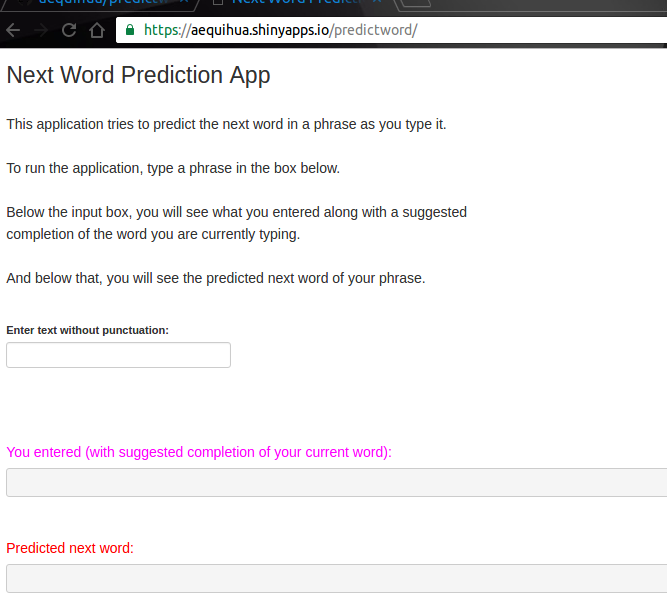 aequihua/predictw
Next Word Predicti
https://aequihua.shinyapps.io/predictword/
Next Word Prediction App
This application tries to predict the next word in a phrase as you type it.
To run the application, type a phrase in the box below.
Below the input box, you will see what you entered along with a suggested
completion of the word you are currently typing.
And below that, you will see the predicted next word of your phrase.
Enter text without punctuation:
You entered (with suggested completion of your current word):
Predicted next word: